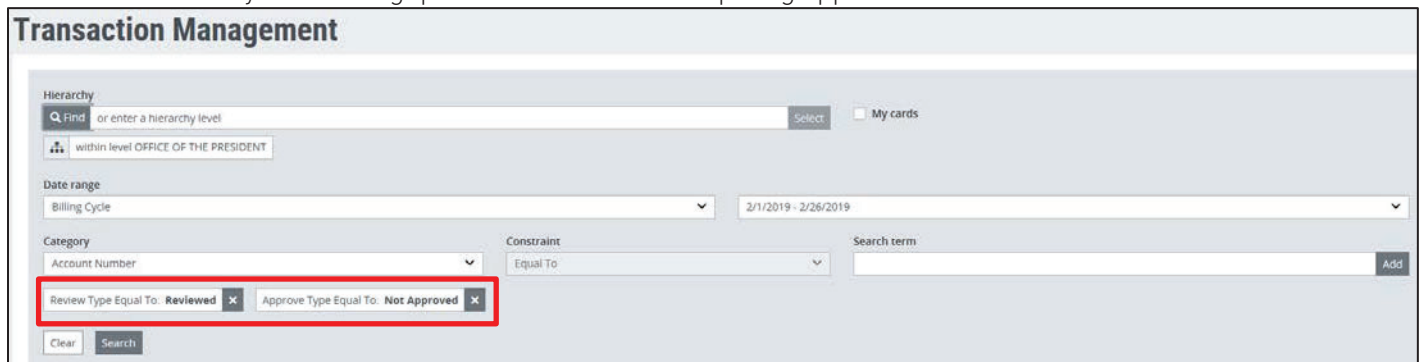 Transaction Management
Hierarchy
Find or enter a hierarchy level Select My cards
within level OFFICE OF THE PRESIDENT
Date range
Billing Cycle 2/1/2019 - 2/26/2019
Category Constraint Search term
Account Number Equal To Add
Review Type Equal To: Reviewed × Approve Type Equal To: Not Approved ×
Clear Search